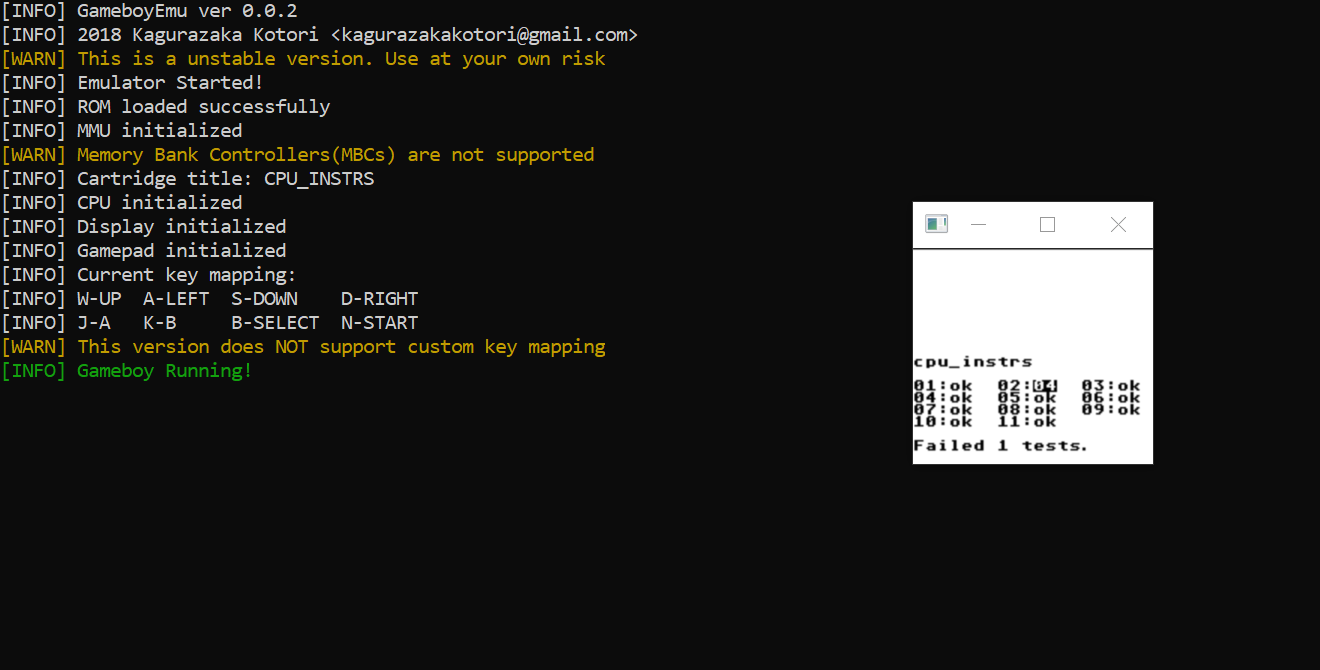 [INFO] GameboyEmu ver 0.0.2
[INFO] 2018 Kagurazaka Kotori <kagurazakakotori@gmail.com>
[WARN] This is a unstable version. Use at your own risk
[INFO] Emulator Started!
[INFO] ROM loaded successfully
[INFO] MMU initialized
[WARN] Memory Bank Controllers(MBCs) are not supported
[INFO] Cartridge title: CPU_INSTRS
[INFO] CPU initialized
[INFO] Display initialized
[INFO] Gamepad initialized
[INFO] Current key mapping:
[INFO] W-UP  A-LEFT  S-DOWN    D-RIGHT
[INFO] J-A   K-B     B-SELECT  N-START
[WARN] This version does NOT support custom key mapping
[INFO] Gameboy Running!
cpu_instrs
01:ok  02:04  03:ok
04:ok  05:ok  06:ok
07:ok  08:ok  09:ok
10:ok  11:ok
Failed 1 tests.